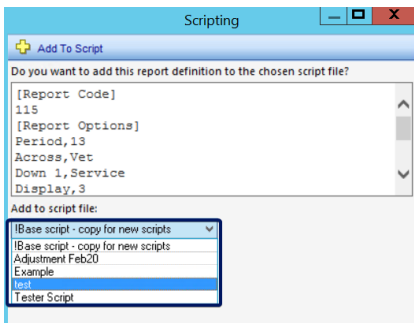 Scripting
Add To Script
Do you want to add this report definition to the chosen script file?
[Report Code]
115
[Report Options]
Period,13
Across,Vet
Down 1,Service
Display,3
Add to script file:
!Base script - copy for new scripts
!Base script - copy for new scripts
Adjustment Feb20
Example
test
Tester Script